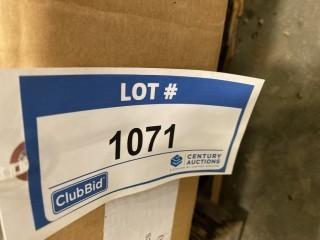 LOT #
1071
ClubBid
CENTURY
AUCTIONS